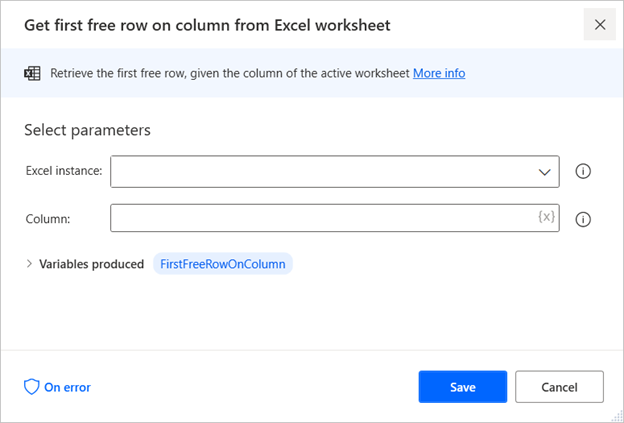 Get first free row on column from Excel worksheet
Retrieve the first free row, given the column of the active worksheet More info
Select parameters
Excel instance:
Column:
{x}
Variables produced FirstFreeRowOnColumn
On error
Save
Cancel